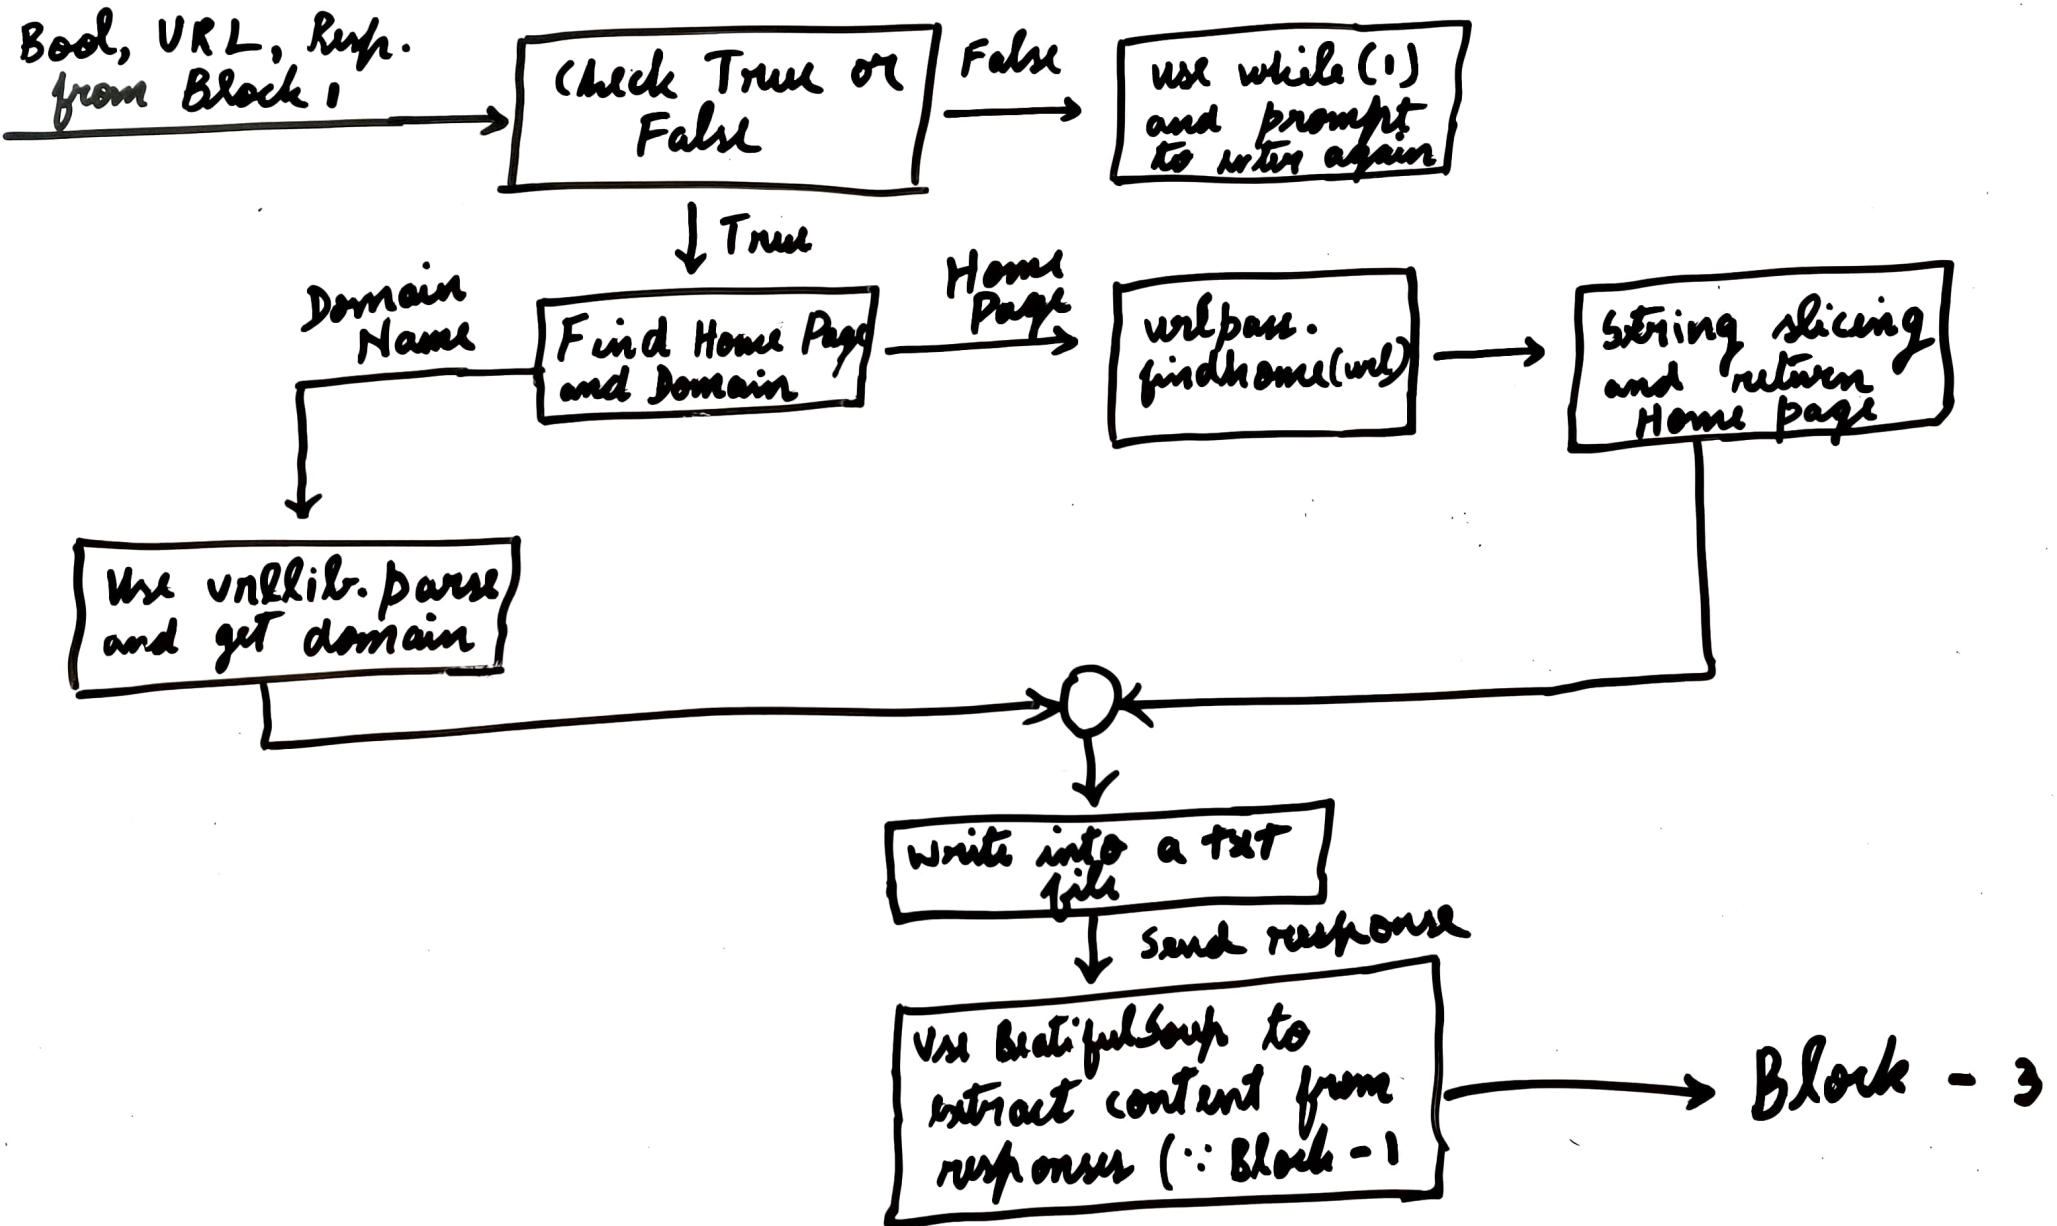 Bool, URL, Resp.
from Block 1
Check True or
False
False
use while(1)
and prompt
to enter again
True
Domain
Name
Find Home Page
and Domain
Home
Page
urlpass.
findhome(url)
String slicing
and return
Home page
Use urllib.parse
and get domain
write into a txt
file
Send response
Use BeatifulSoup to
extract content from
responses (∵ Block - 1
Block - 3